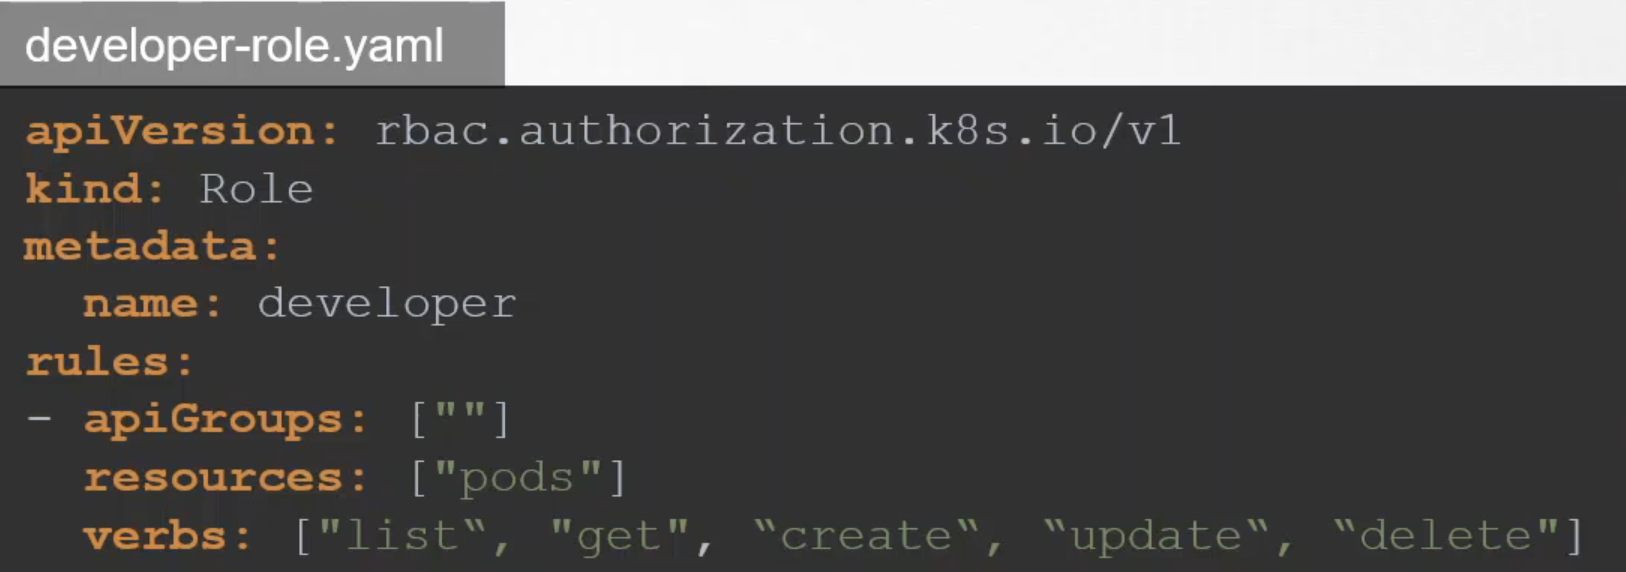 developer-role.yaml
apiVersion: rbac.authorization.k8s.io/v1
kind: Role
metadata:
  name: developer
rules:
- apiGroups: [""]
  resources: ["pods"]
  verbs: ["list“, "get", “create“, “update“, “delete"]